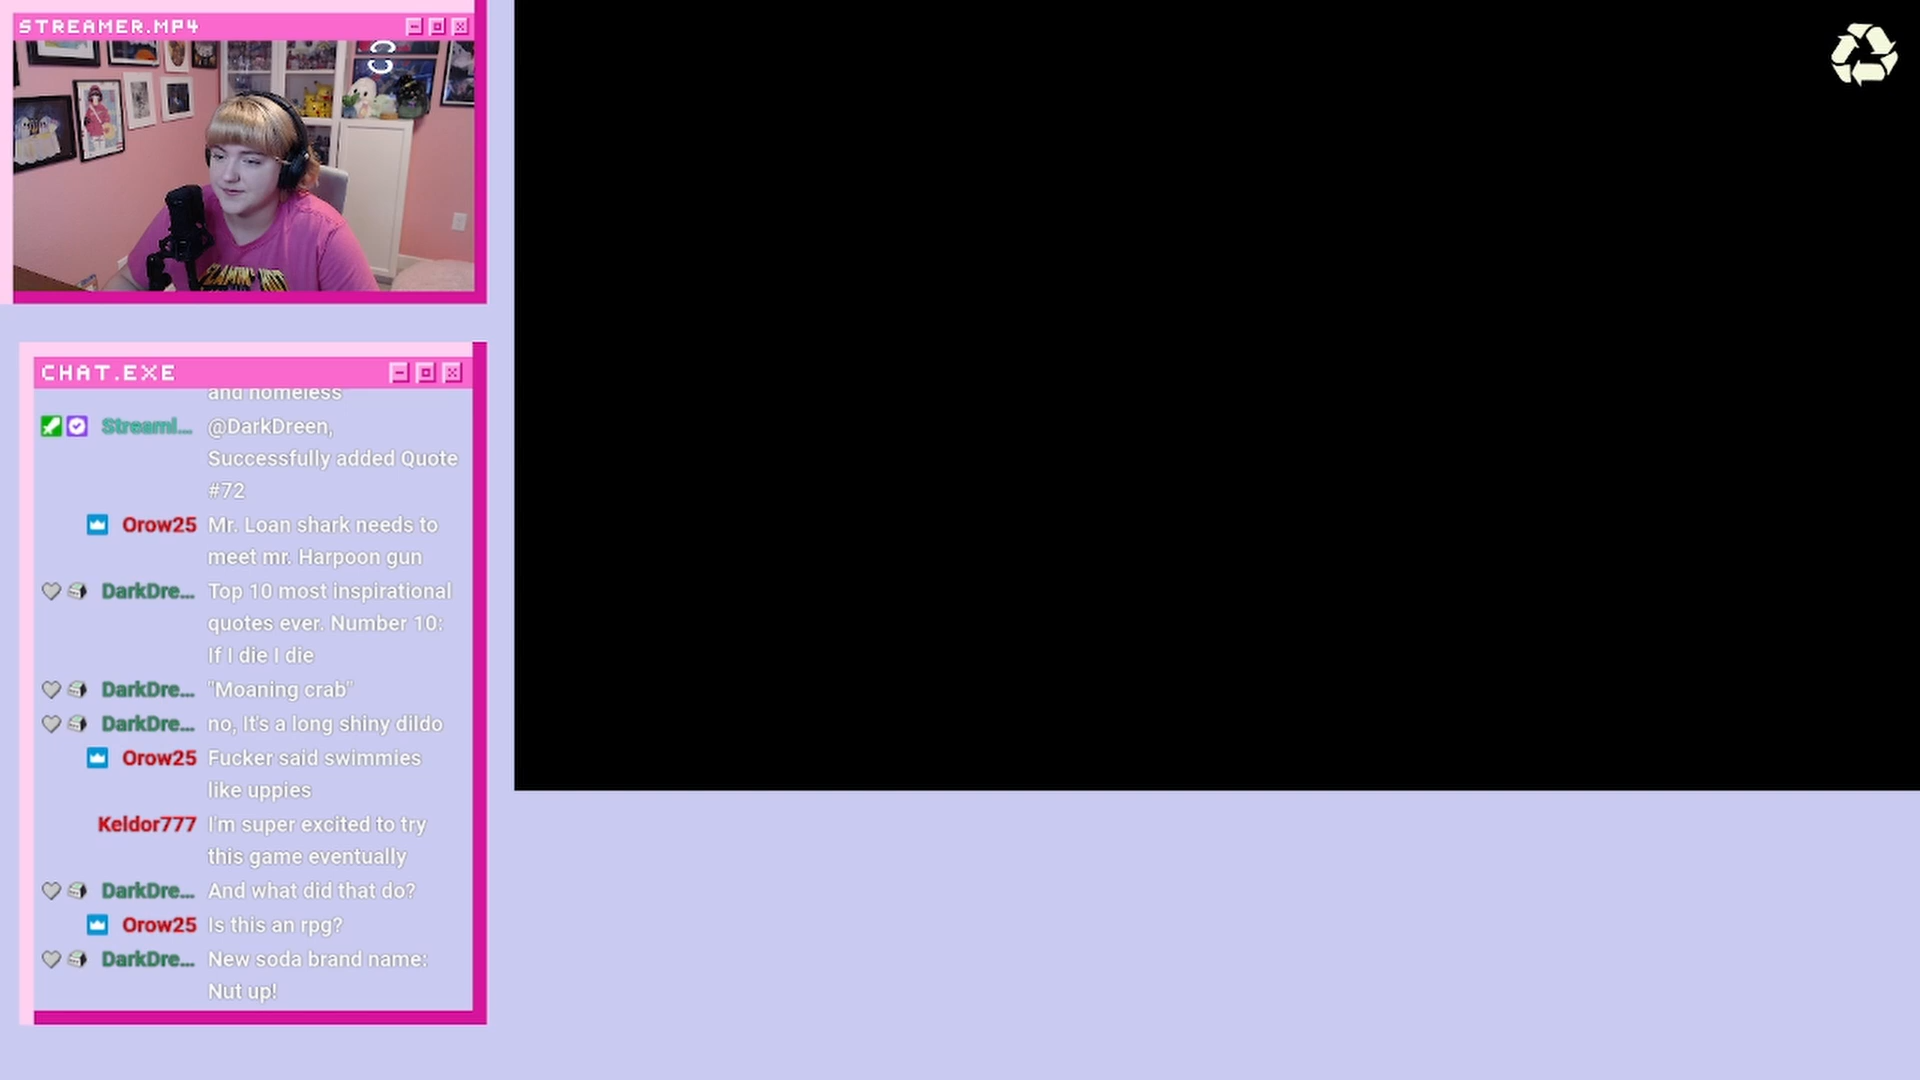 STREAMER.MP4
CHAT.EXE
and homeless
Streaml... @DarkDreen,
Successfully added Quote
#72
Orow25 Mr. Loan shark needs to
meet mr. Harpoon gun
DarkDre... Top 10 most inspirational
quotes ever. Number 10:
If I die I die
DarkDre... "Moaning crab"
DarkDre... no, It's a long shiny dildo
Orow25 Fucker said swimmies
like uppies
Keldor777 I'm super excited to try
this game eventually
DarkDre... And what did that do?
Orow25 Is this an rpg?
DarkDre... New soda brand name:
Nut up!